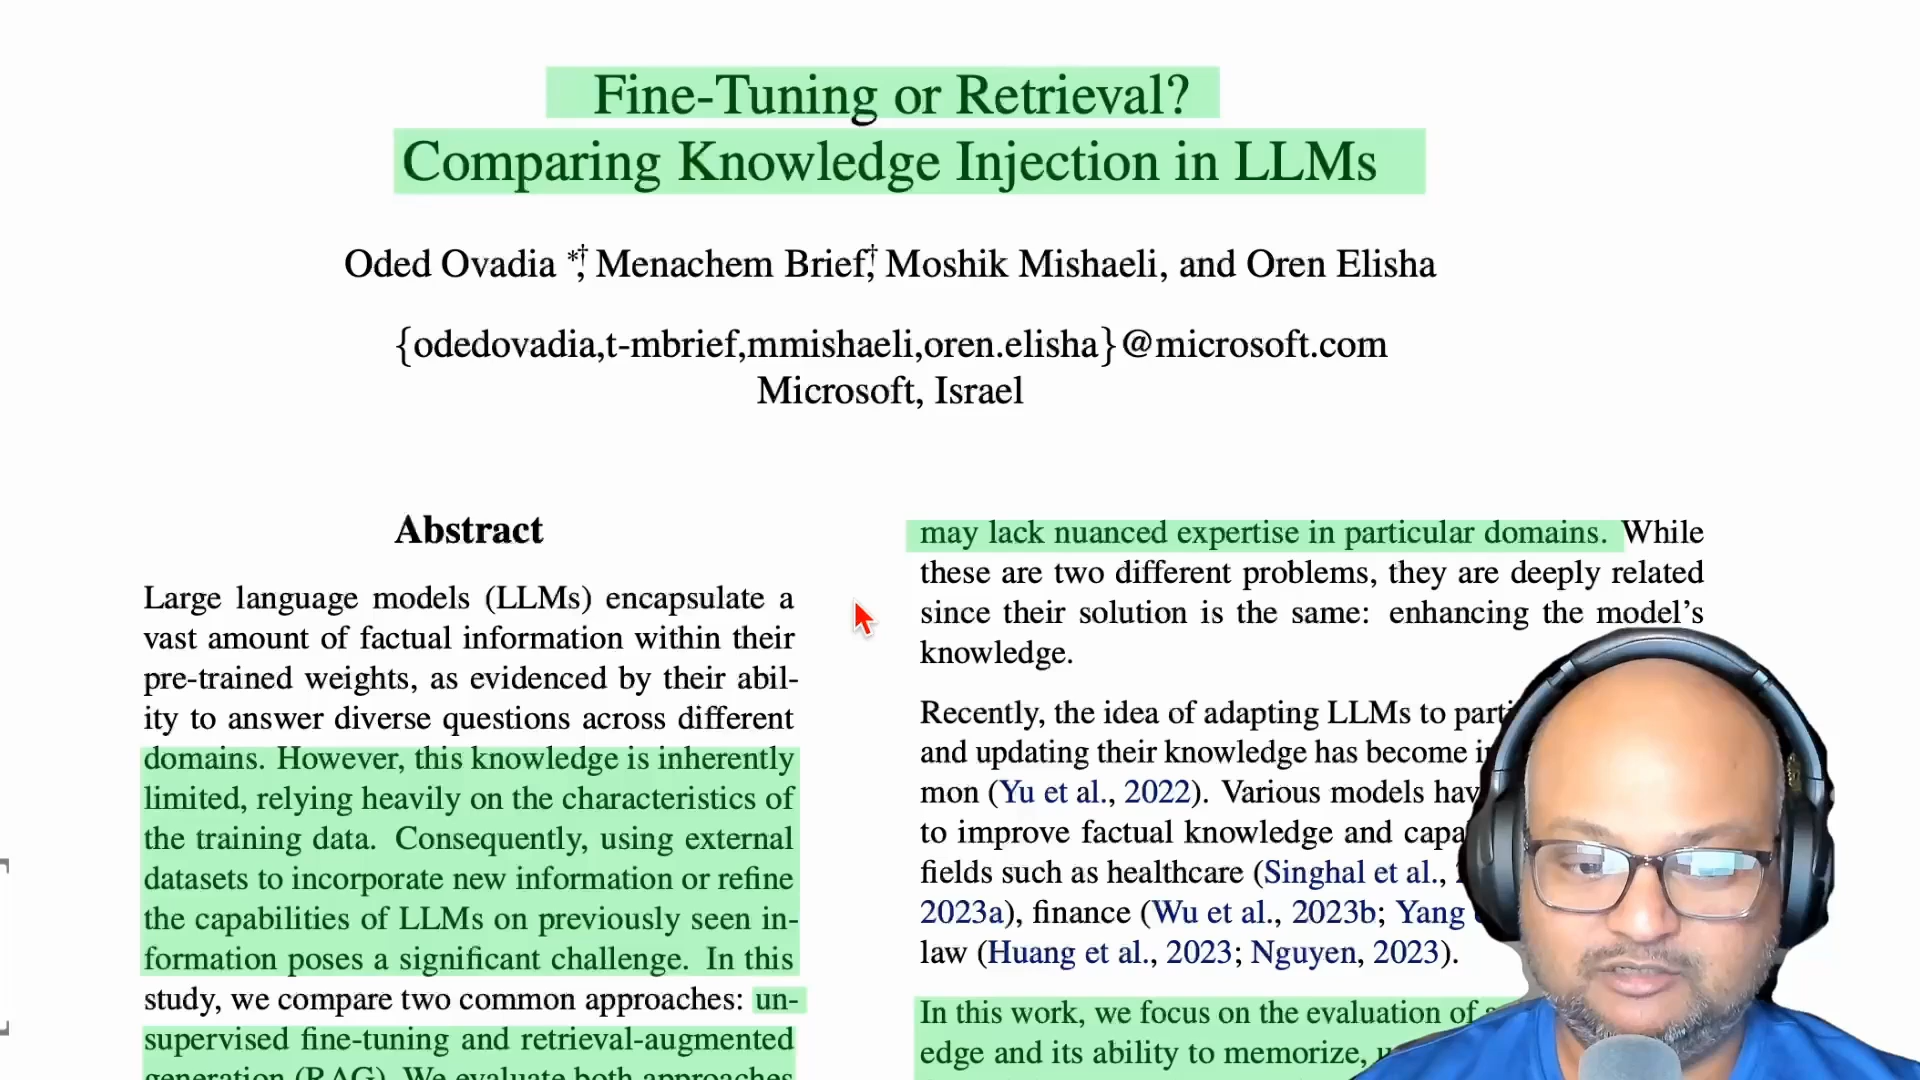 Fine-Tuning or Retrieval?
Comparing Knowledge Injection in LLMs
Oded Ovadia *†, Menachem Brief†, Moshik Mishaeli, and Oren Elisha
{odedovadia,t-mbrief,mmishaeli,oren.elisha}@microsoft.com
Microsoft, Israel
Abstract
Large language models (LLMs) encapsulate a
vast amount of factual information within their
pre-trained weights, as evidenced by their abil-
ity to answer diverse questions across different
domains. However, this knowledge is inherently
limited, relying heavily on the characteristics of
the training data. Consequently, using external
datasets to incorporate new information or refine
the capabilities of LLMs on previously seen in-
formation poses a significant challenge. In this
study, we compare two common approaches: un-
supervised fine-tuning and retrieval-augmented
generation (RAG). We evaluate both approaches
may lack nuanced expertise in particular domains. While
these are two different problems, they are deeply related
since their solution is the same: enhancing the model's
knowledge.
Recently, the idea of adapting LLMs to parti
and updating their knowledge has become i
mon (Yu et al., 2022). Various models hav
to improve factual knowledge and capa
fields such as healthcare (Singhal et al.,
2023a), finance (Wu et al., 2023b; Yang
law (Huang et al., 2023; Nguyen, 2023).
In this work, we focus on the evaluation of
edge and its ability to memorize,